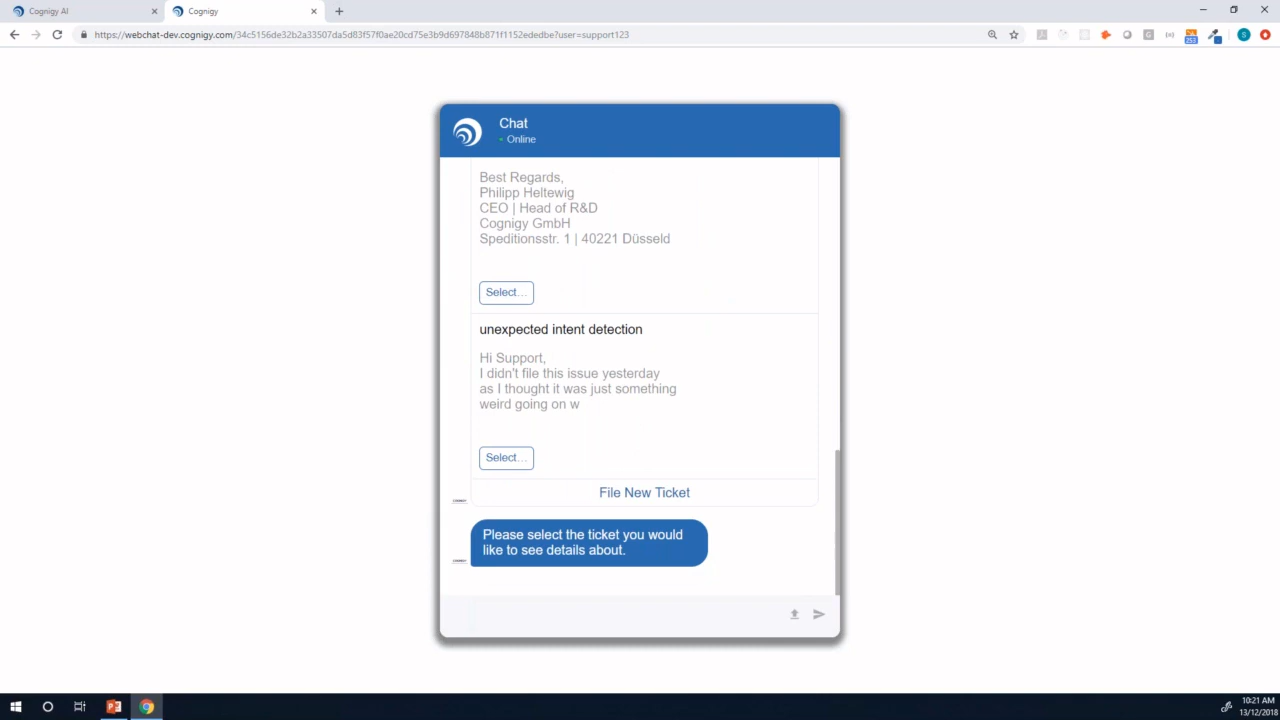 Cognigy AI
Cognigy
https://webchat-dev.cognigy.com/34c5156de32b2a33507da5d83f57f0ae20cd75e3b9d697848b871f1152ededbe?user=support123
253
S
Chat
Online
Best Regards,
Philipp Heltewig
CEO | Head of R&D
Cognigy GmbH
Speditionsstr. 1 | 40221 Düsseld
Select...
unexpected intent detection
Hi Support,
I didn't file this issue yesterday
as I thought it was just something
weird going on w
Select...
File New Ticket
Please select the ticket you would
like to see details about.
10:21 AM
13/12/2018